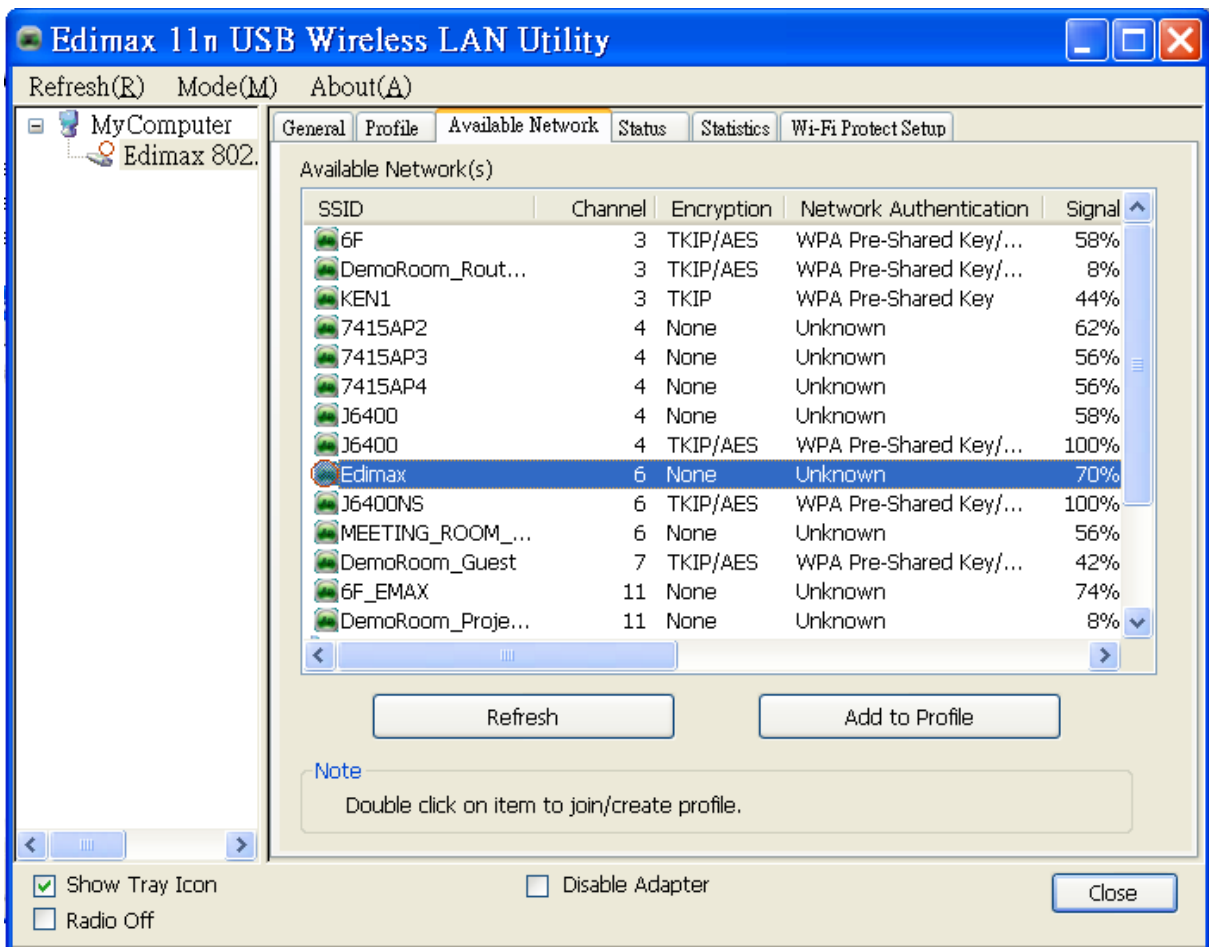 Edimax 11n USB Wireless LAN Utility
Refresh(R) Mode(M) About(A)
MyComputer
Edimax 802.
General Profile Available Network Status Statistics Wi-Fi Protect Setup
Available Network(s)
SSID Channel Encryption Network Authentication Signal
6F 3 TKIP/AES WPA Pre-Shared Key/... 58%
DemoRoom_Rout... 3 TKIP/AES WPA Pre-Shared Key/... 8%
KEN1 3 TKIP WPA Pre-Shared Key 44%
7415AP2 4 None Unknown 62%
7415AP3 4 None Unknown 56%
7415AP4 4 None Unknown 56%
J6400 4 None Unknown 58%
J6400 4 TKIP/AES WPA Pre-Shared Key/... 100%
Edimax 6 None Unknown 70%
J6400NS 6 TKIP/AES WPA Pre-Shared Key/... 100%
MEETING_ROOM_... 6 None Unknown 56%
DemoRoom_Guest 7 TKIP/AES WPA Pre-Shared Key/... 42%
6F_EMAX 11 None Unknown 74%
DemoRoom_Proje... 11 None Unknown 8%
Refresh Add to Profile
Note
Double click on item to join/create profile.
Show Tray Icon Disable Adapter Close
Radio Off